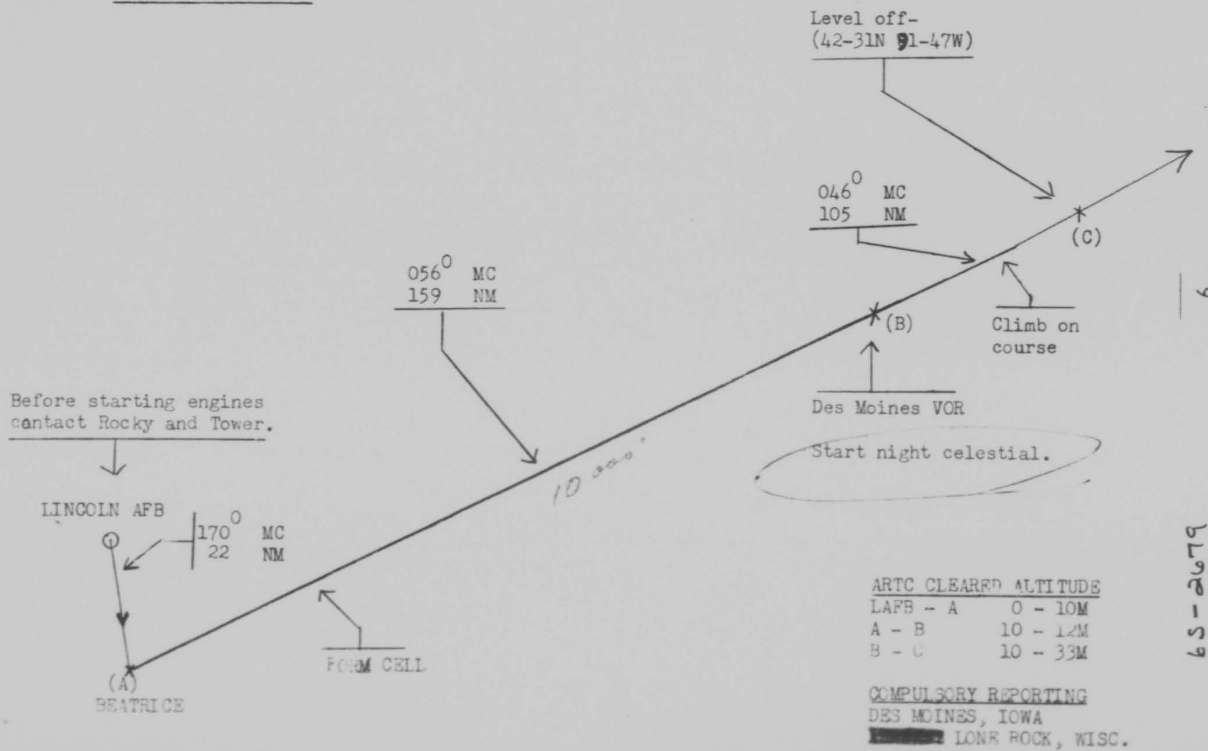 Level off-
(42-31N 91-47W)
046° MC
105 NM
(C)
056° MC
159 NM
(B)
Climb on
course
Des Moines VOR
Start night celestial.
Before starting engines
contact Rocky and Tower.
LINCOLN AFB
170° MC
22 NM
10 000'
FORM CELL
(A)
BEATRICE
ARTC CLEARED ALTITUDE
LAFB - A 0 - 10M
A - B 10 - 12M
B - C 10 - 33M
COMPULSORY REPORTING
DES MOINES, IOWA
LONE ROCK, WISC.
65-2679